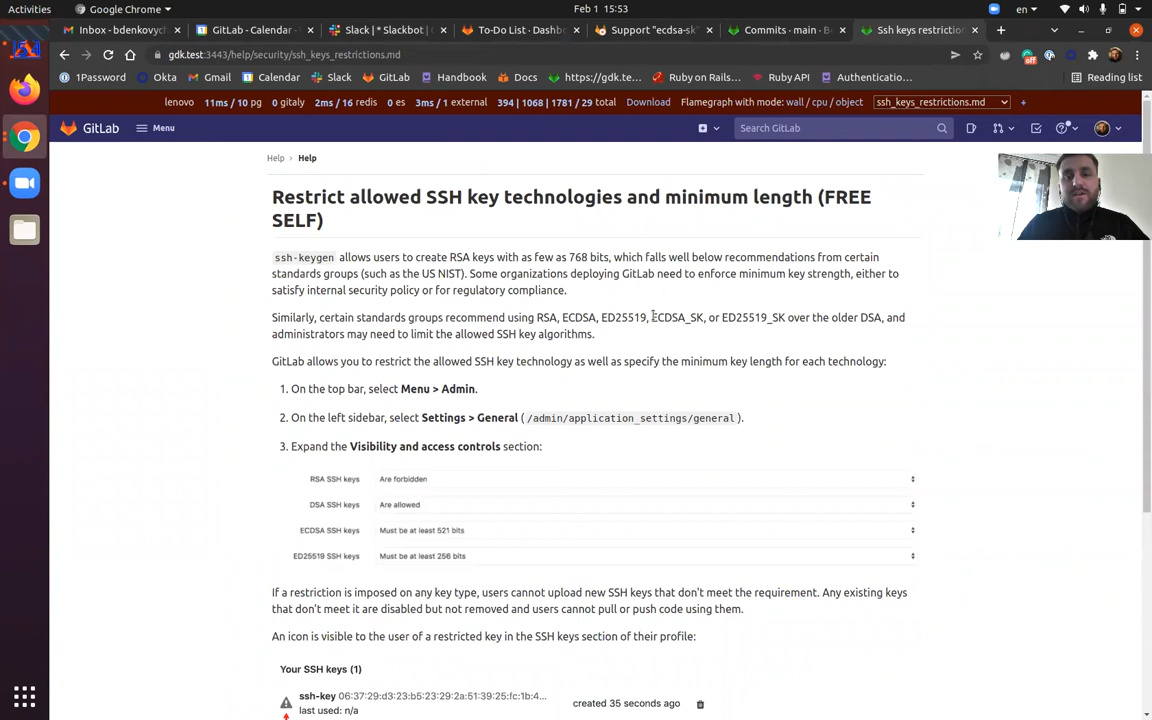 Activities
Google Chrome
Feb 1 15:53
en
Inbox - bdenkovych
GitLab - Calendar -
Slack | * Slackbot |
To-Do List · Dashb
Support "ecdsa-sk"
Commits · main · B
Ssh keys restriction
gdk.test:3443/help/security/ssh_keys_restrictions.md
1Password
Okta
Gmail
Calendar
Slack
GitLab
Handbook
Docs
https://gdk.te...
Ruby on Rails...
Ruby API
Authenticatio...
Reading list
lenovo 11ms / 10 pg 0 gitaly 2ms / 16 redis 0 es 3ms / 1 external 394 | 1068 | 1781 / 29 total Download Flamegraph with mode: wall / cpu / object ssh_keys_restrictions.md +
GitLab
Menu
Search GitLab
Help › Help
Restrict allowed SSH key technologies and minimum length (FREE
SELF)
ssh-keygen allows users to create RSA keys with as few as 768 bits, which falls well below recommendations from certain
standards groups (such as the US NIST). Some organizations deploying GitLab need to enforce minimum key strength, either to
satisfy internal security policy or for regulatory compliance.
Similarly, certain standards groups recommend using RSA, ECDSA, ED25519, ECDSA_SK, or ED25519_SK over the older DSA, and
administrators may need to limit the allowed SSH key algorithms.
GitLab allows you to restrict the allowed SSH key technology as well as specify the minimum key length for each technology:
1. On the top bar, select Menu > Admin.
2. On the left sidebar, select Settings > General ( /admin/application_settings/general ).
3. Expand the Visibility and access controls section:
RSA SSH keys Are forbidden
DSA SSH keys Are allowed
ECDSA SSH keys Must be at least 521 bits
ED25519 SSH keys Must be at least 256 bits
If a restriction is imposed on any key type, users cannot upload new SSH keys that don't meet the requirement. Any existing keys
that don't meet it are disabled but not removed and users cannot pull or push code using them.
An icon is visible to the user of a restricted key in the SSH keys section of their profile:
Your SSH keys (1)
ssh-key 06:37:29:d3:23:b5:23:29:2a:51:39:25:fc:1b:4...
last used: n/a
created 35 seconds ago